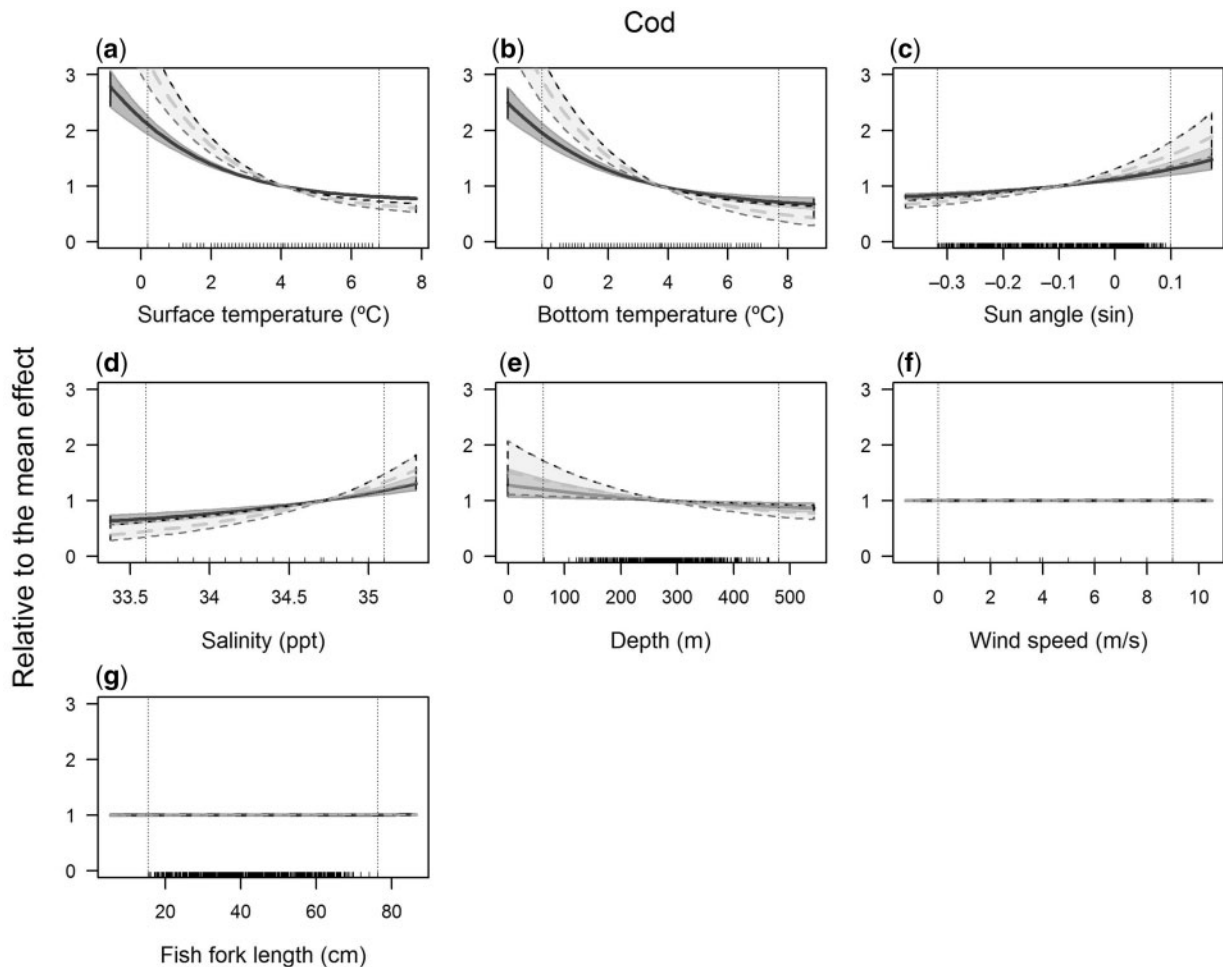 Cod
(a)
(b)
(c)
3
2
1
0
0 2 4 6 8
Surface temperature (ºC)
3
2
1
0
0 2 4 6 8
Bottom temperature (ºC)
3
2
1
0
−0.3 −0.2 −0.1 0 0.1
Sun angle (sin)
Relative to the mean effect
(d)
(e)
(f)
3
2
1
0
33.5 34 34.5 35
Salinity (ppt)
3
2
1
0
0 100 200 300 400 500
Depth (m)
3
2
1
0
0 2 4 6 8 10
Wind speed (m/s)
(g)
3
2
1
0
20 40 60 80
Fish fork length (cm)